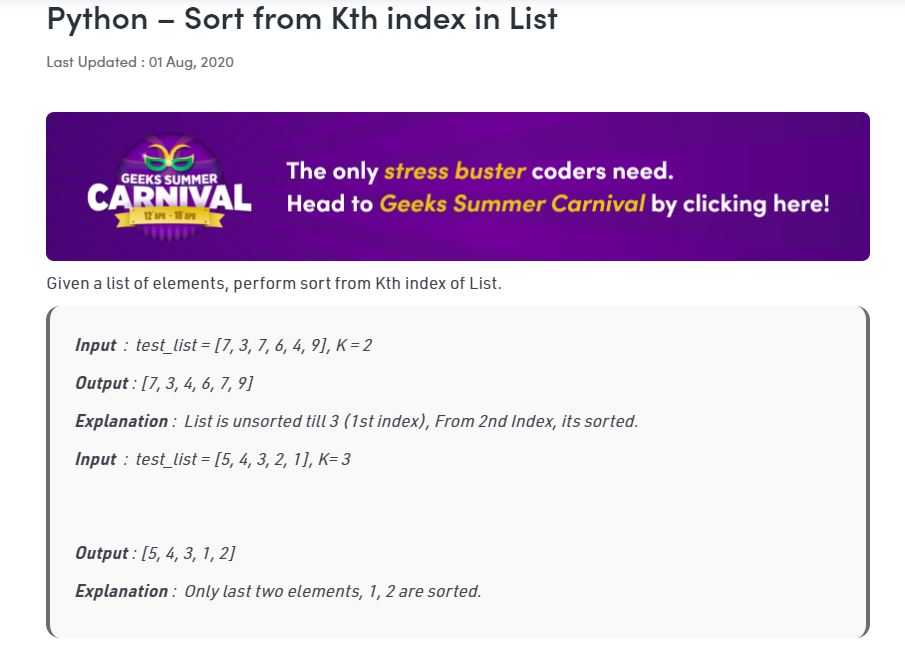 Python – Sort from Kth index in List
Last Updated : 01 Aug, 2020
GEEKS SUMMER
CARNIVAL
12 APR - 18 APR
The only stress buster coders need.
Head to Geeks Summer Carnival by clicking here!
Given a list of elements, perform sort from Kth index of List.
Input : test_list = [7, 3, 7, 6, 4, 9], K = 2
Output : [7, 3, 4, 6, 7, 9]
Explanation : List is unsorted till 3 (1st index), From 2nd Index, its sorted.
Input : test_list = [5, 4, 3, 2, 1], K= 3
Output : [5, 4, 3, 1, 2]
Explanation : Only last two elements, 1, 2 are sorted.